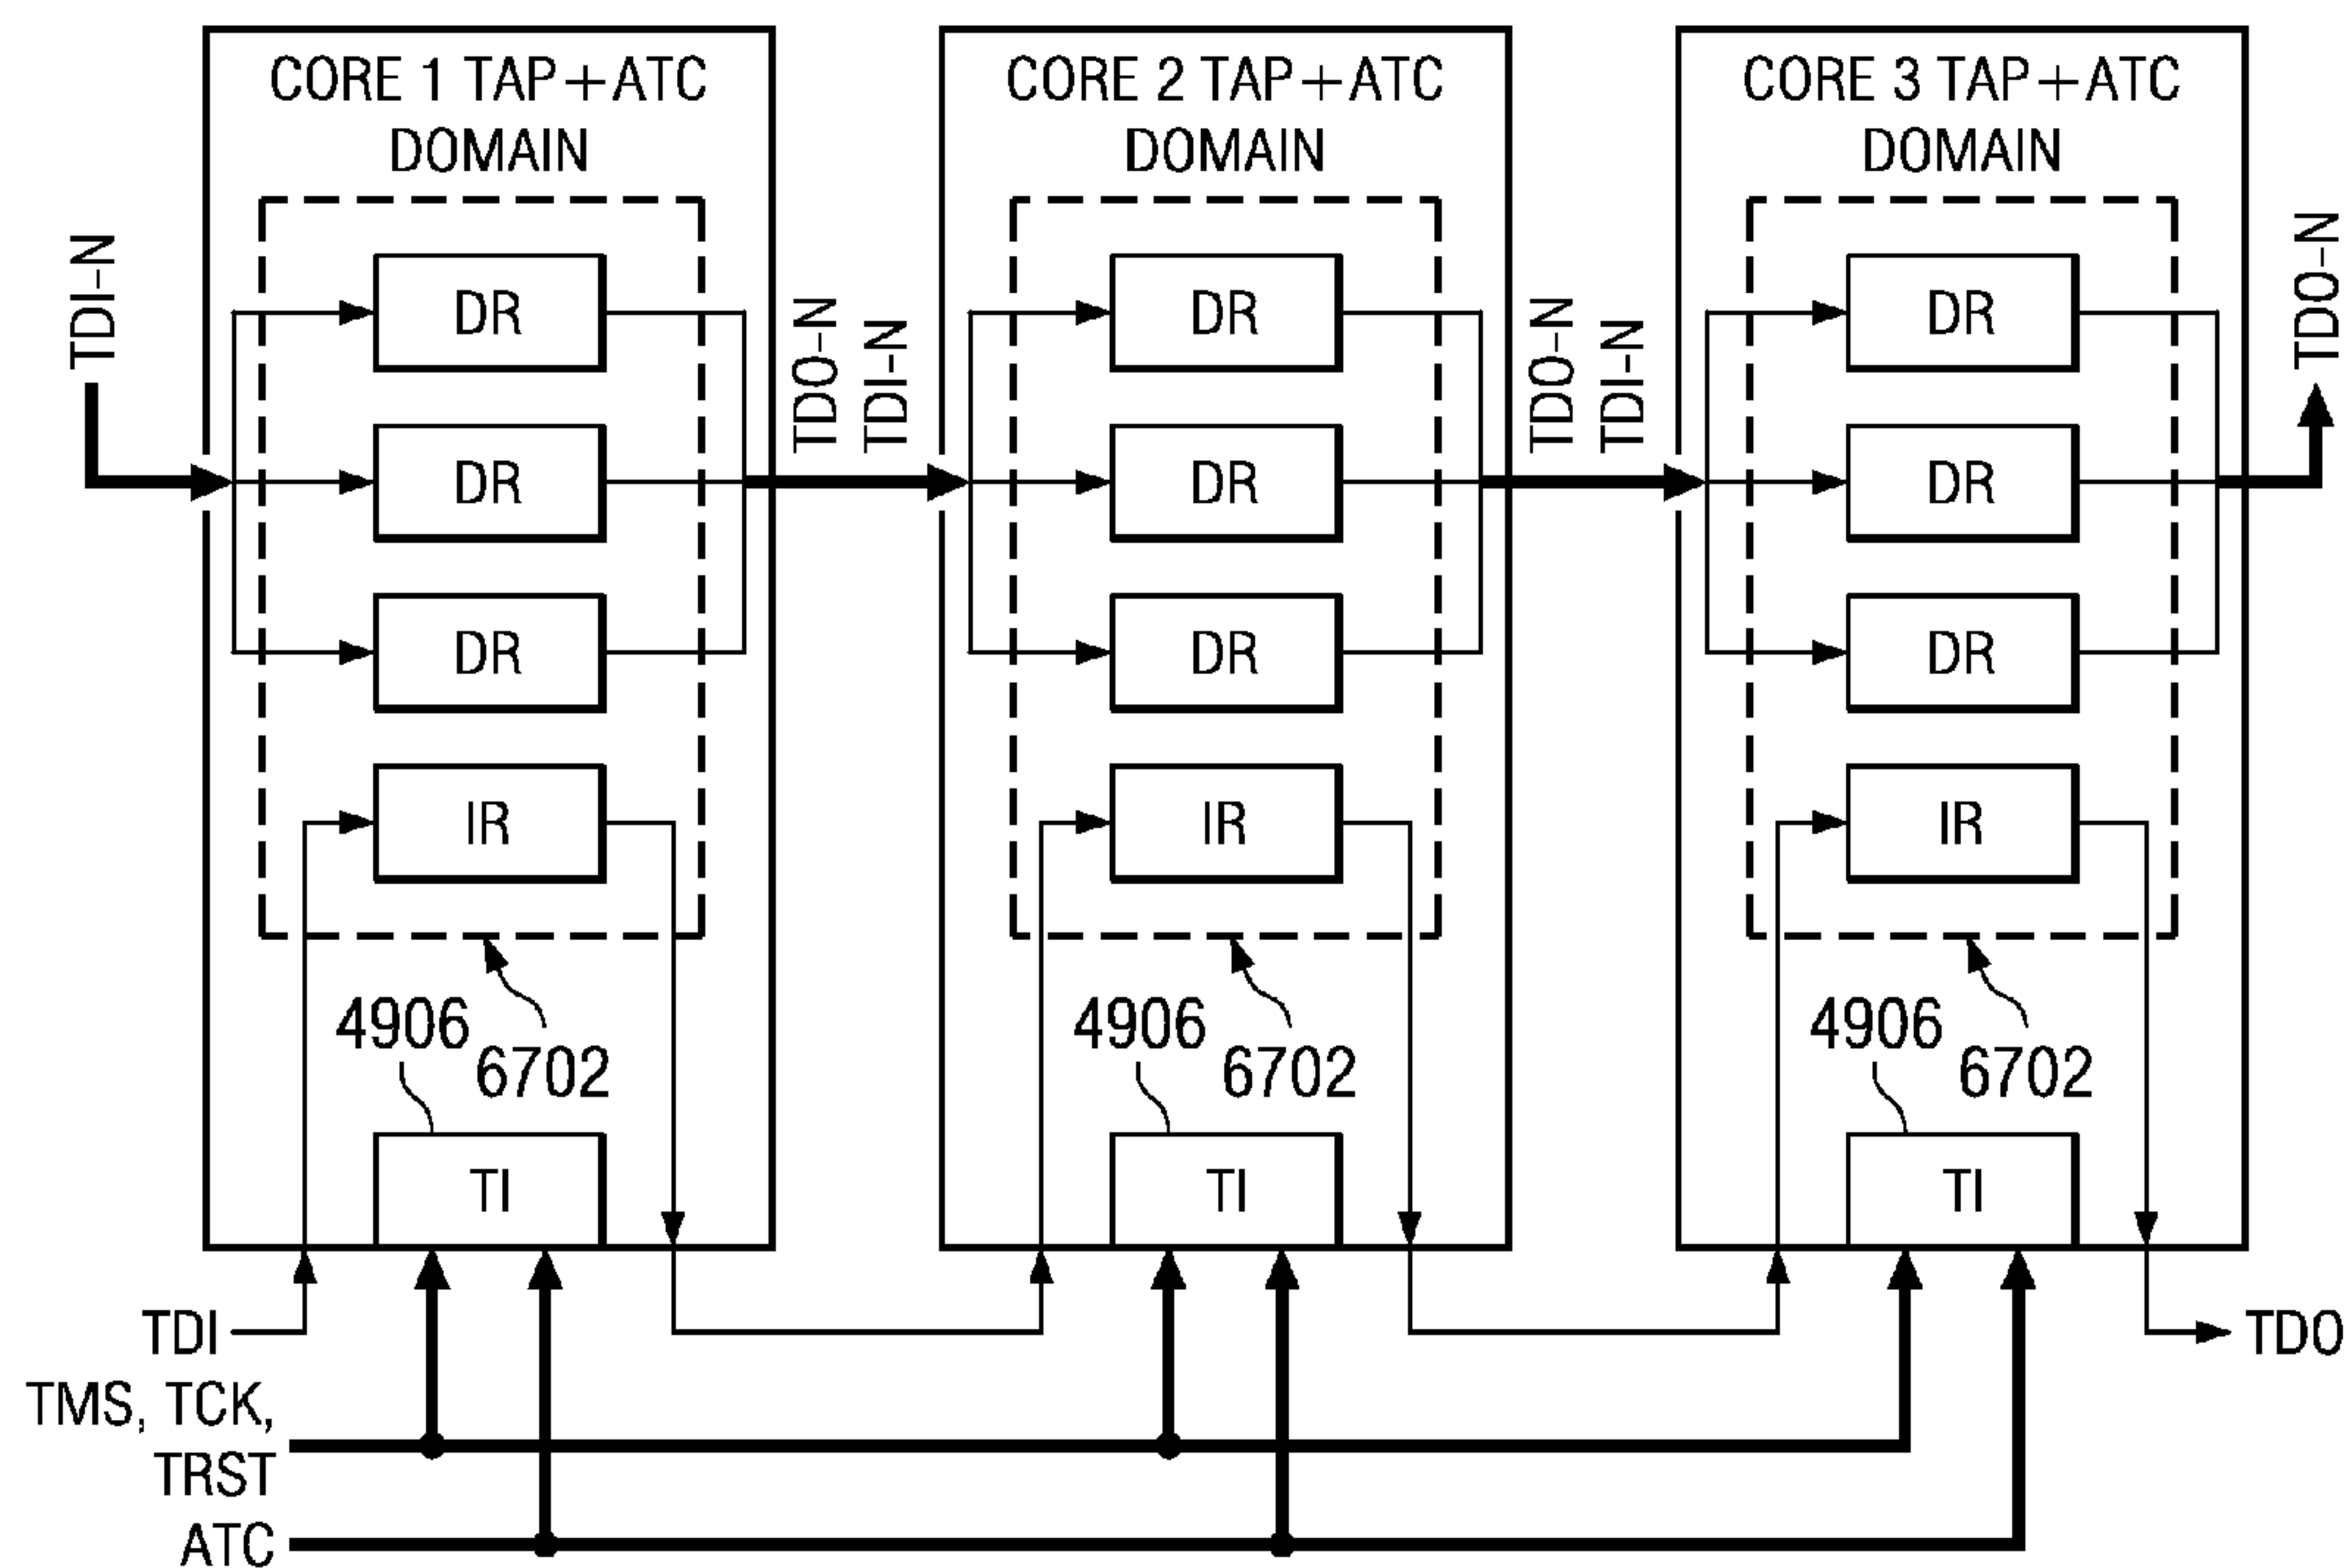 CORE 1 TAP+ATC
DOMAIN
CORE 2 TAP+ATC
DOMAIN
CORE 3 TAP+ATC
DOMAIN
TDI-N
DR
DR
DR
IR
TDO-N
TDI-N
DR
DR
DR
IR
TDO-N
TDI-N
DR
DR
DR
IR
TDO-N
4906
6702
TI
4906
6702
TI
4906
6702
TI
TDI
TDO
TMS, TCK,
TRST
ATC